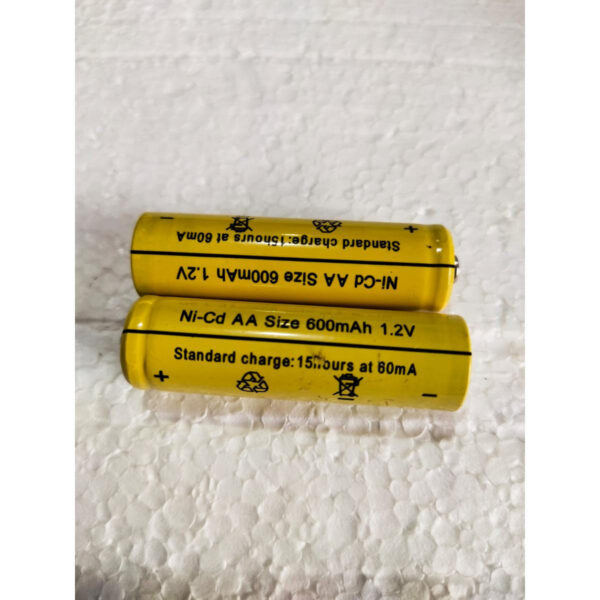 Ni-Cd AA Size 600mAh 1.2V
Standard charge:15hours at 60mA
- +
Ni-Cd AA Size 600mAh 1.2V
Standard charge:15hours at 60mA
+ -